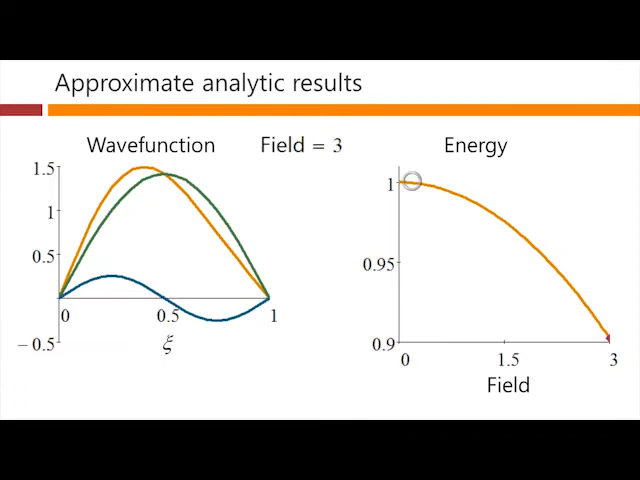 Approximate analytic results
Wavefunction
Field = 3
Energy
1.5
1
0.5
-0.5
0
0.5
1
ξ
1
0.95
0.9
0
1.5
3
Field